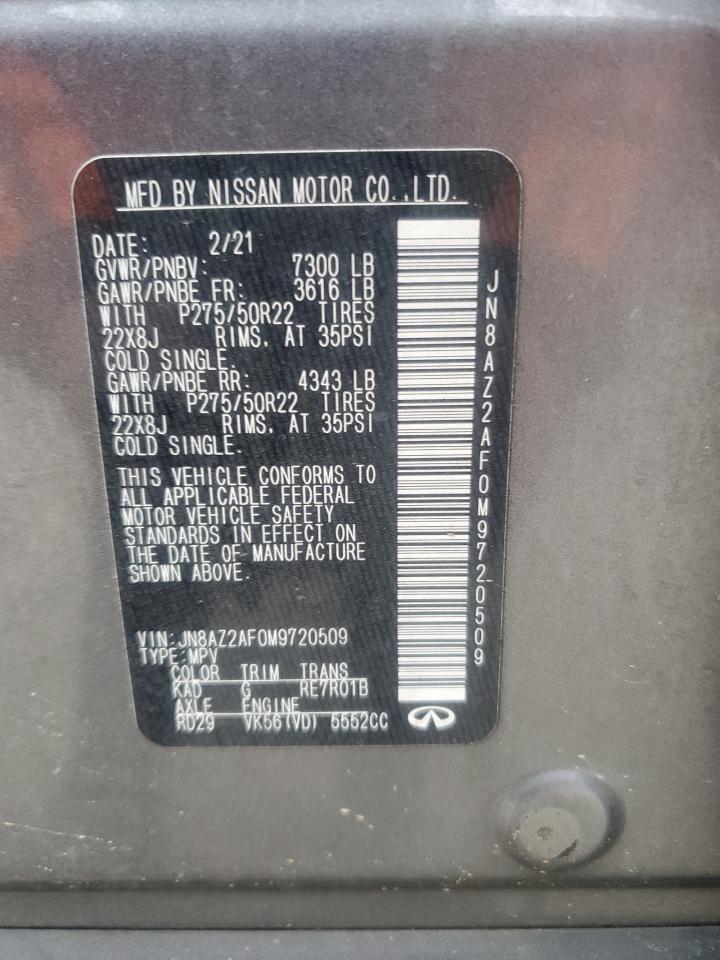 MFD BY NISSAN MOTOR CO.,LTD.
DATE: 2/21
GVWR/PNBV: 7300 LB
GAWR/PNBE FR: 3616 LB
WITH P275/50R22 TIRES
22X8J RIMS, AT 35PSI
COLD SINGLE.
GAWR/PNBE RR: 4343 LB
WITH P275/50R22 TIRES
22X8J RIMS, AT 35PSI
COLD SINGLE.
THIS VEHICLE CONFORMS TO
ALL APPLICABLE FEDERAL
MOTOR VEHICLE SAFETY
STANDARDS IN EFFECT ON
THE DATE OF MANUFACTURE
SHOWN ABOVE.
VIN:JN8AZ2AF0M9720509
TYPE:MPV
COLOR TRIM TRANS
KAD G RE7R01B
AXLE ENGINE
RD29 VK56(VD) 5552CC
JN8AZ2AF0M9720509